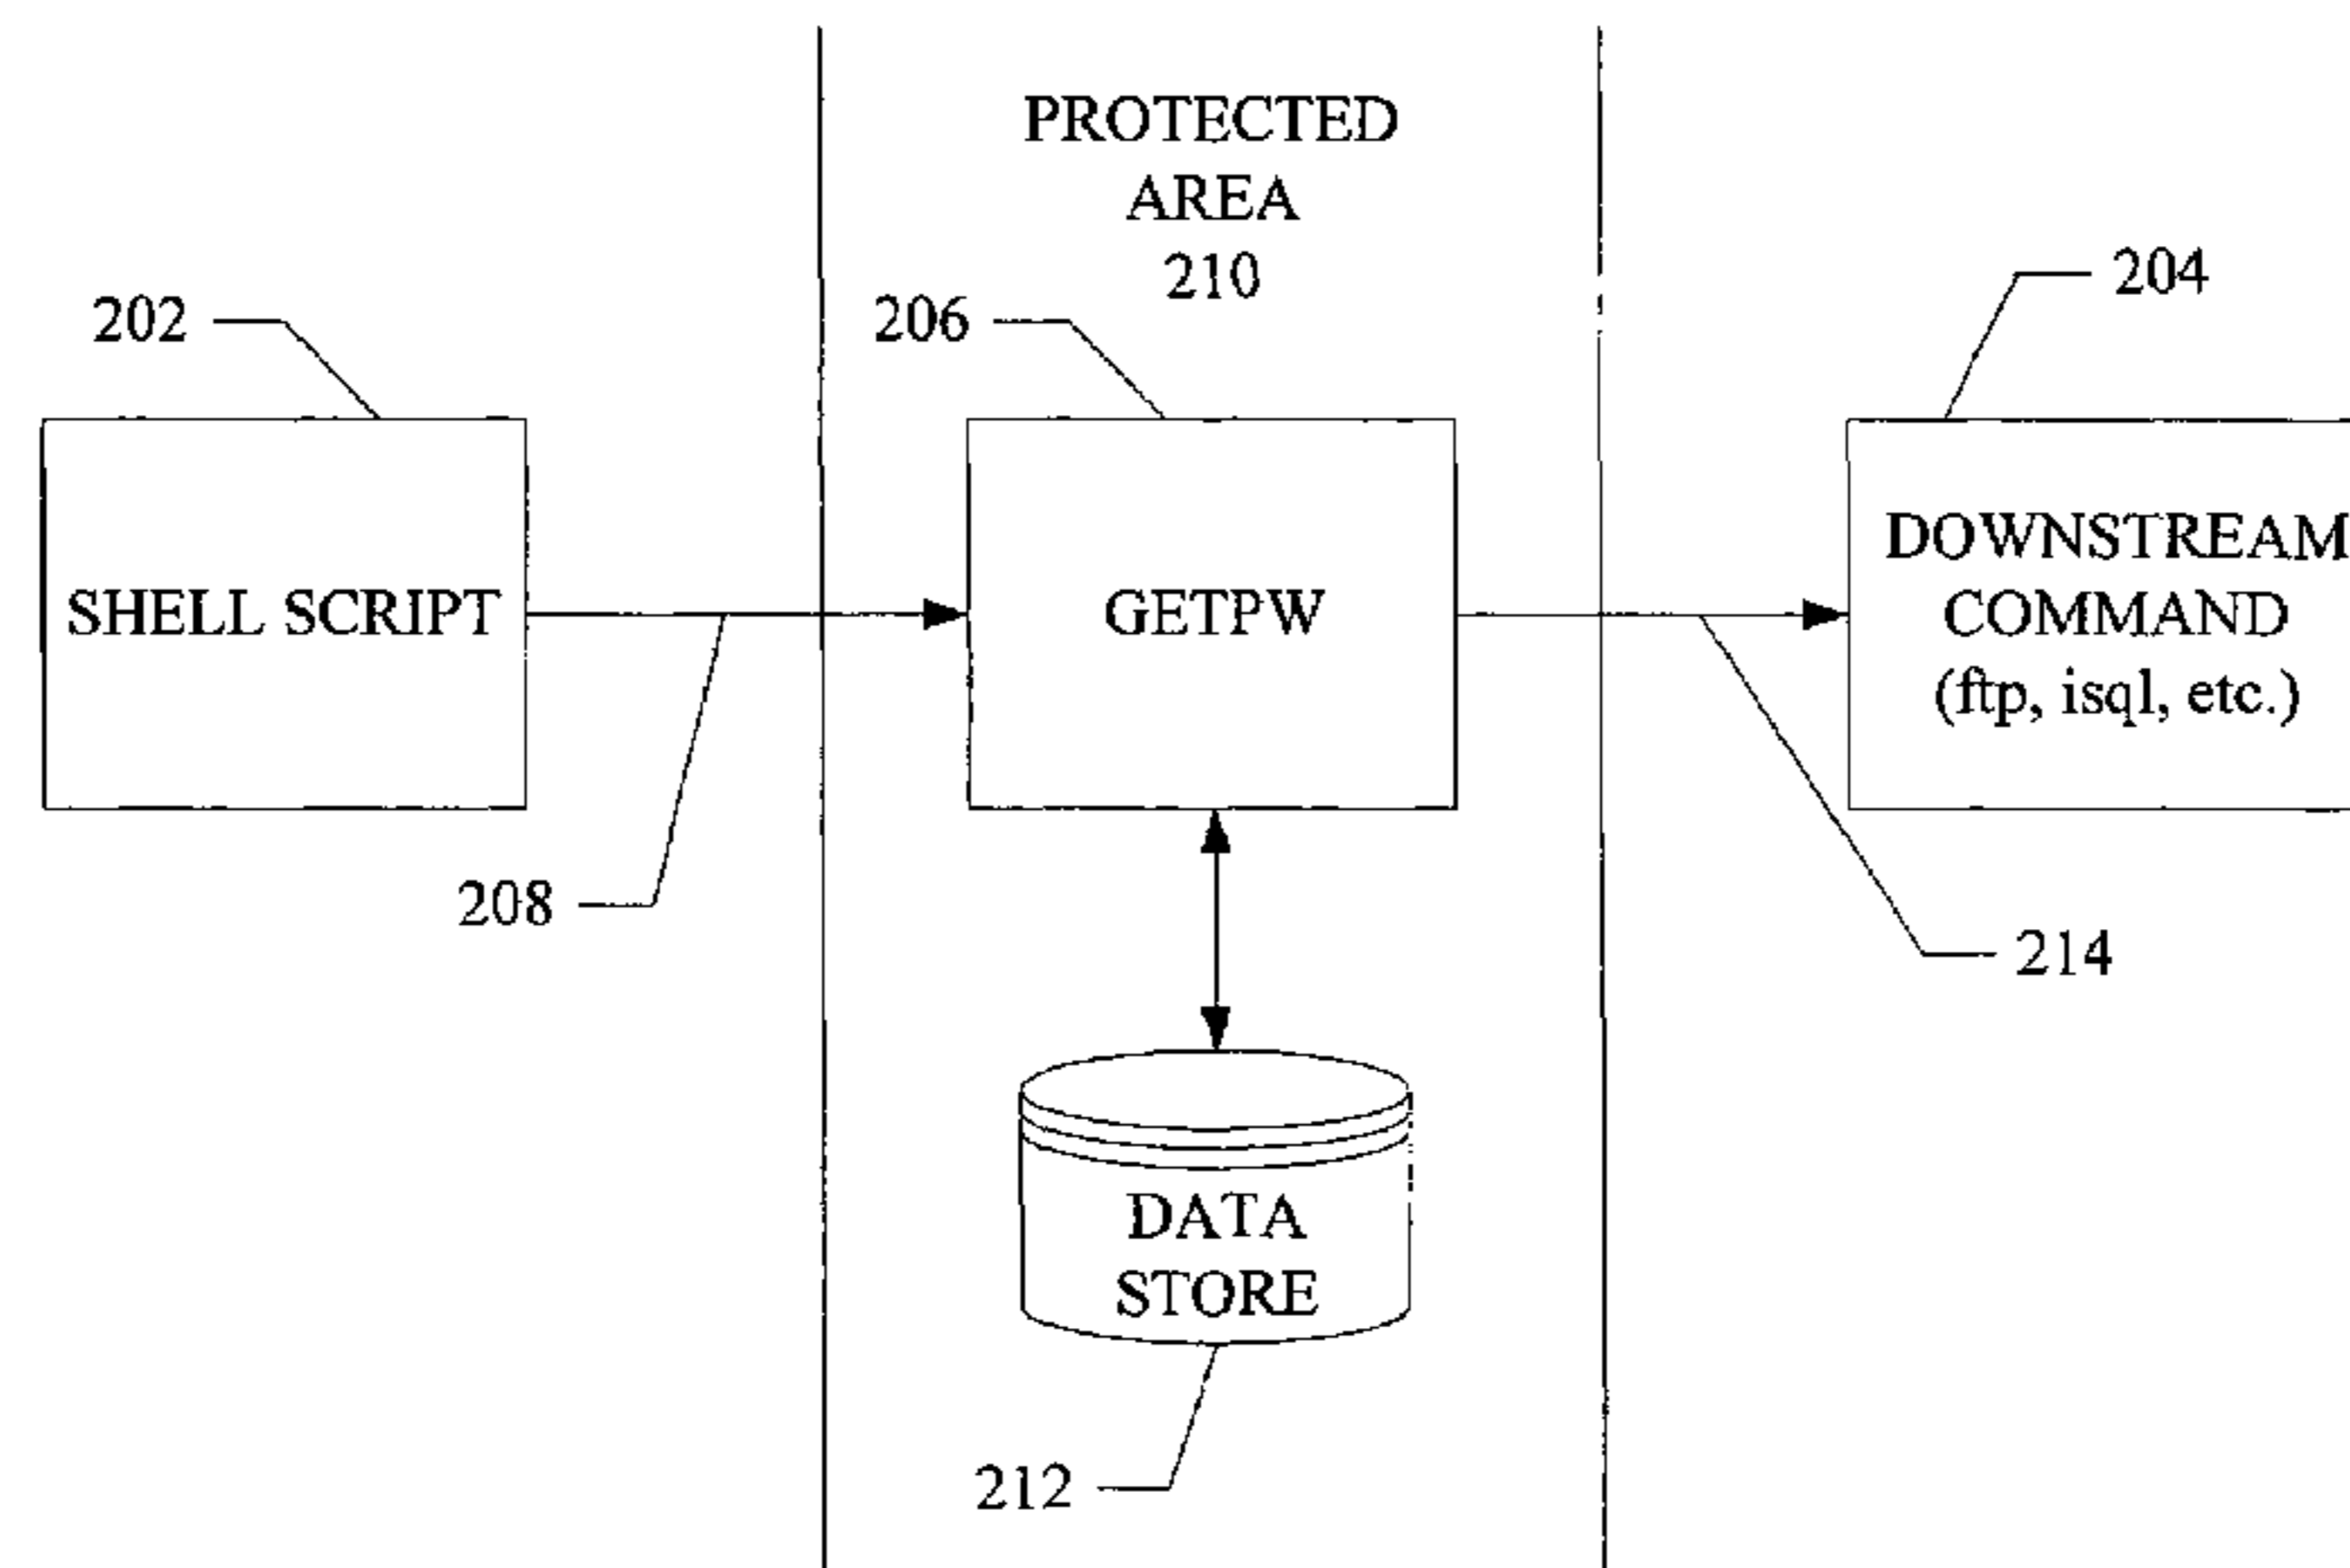 PROTECTED
AREA
210
202
206
204
SHELL SCRIPT
GETPW
DOWNSTREAM
COMMAND
(ftp, isql, etc.)
208
214
DATA
STORE
212